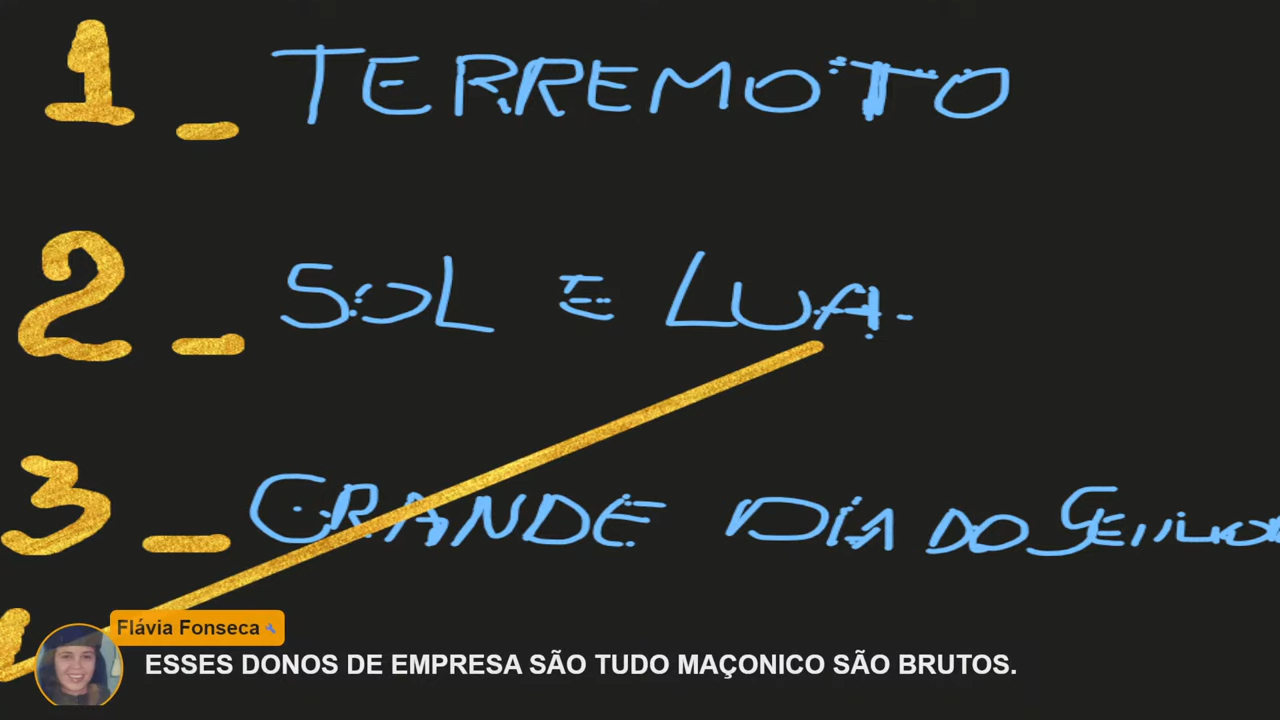 1_ TERREMOTO
2_ SOL E LUA.
3_ GRANDE DIA DO SENHOR
Flávia Fonseca
ESSES DONOS DE EMPRESA SÃO TUDO MAÇONICO SÃO BRUTOS.